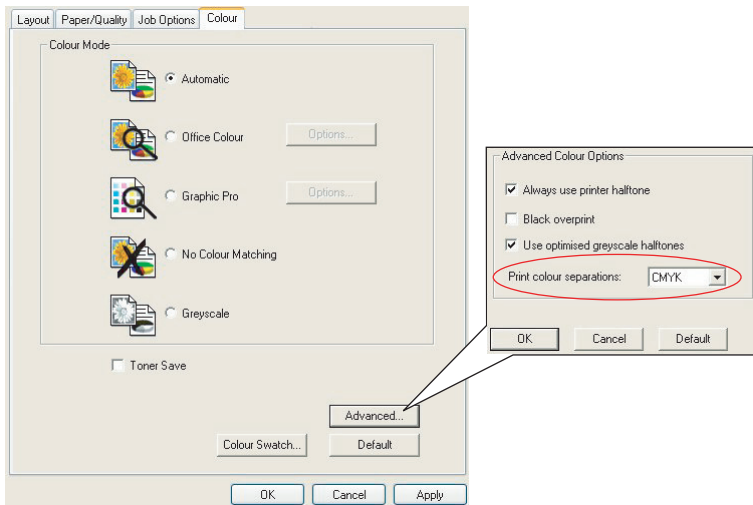 Layout Paper/Quality Job Options Colour
Colour Mode
Automatic
Office Colour Options...
Graphic Pro Options...
No Colour Matching
Greyscale
Toner Save
Advanced...
Colour Swatch... Default
OK Cancel Apply
Advanced Colour Options
Always use printer halftone
Black overprint
Use optimised greyscale halftones
Print colour separations: CMYK
OK Cancel Default